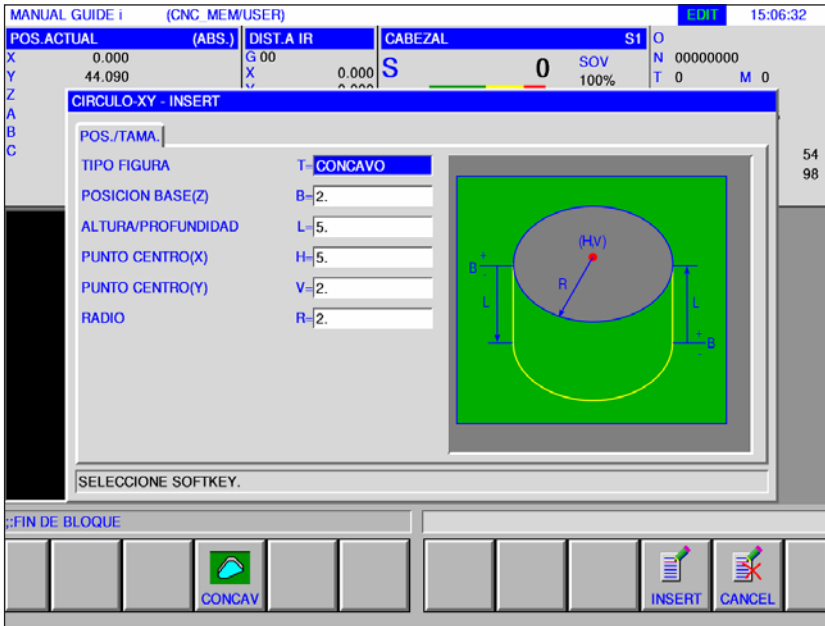 MANUAL GUIDE i (CNC_MEM/USER) EDIT 15:06:32
POS.ACTUAL (ABS.) DIST.A IR CABEZAL S1 O
X 0.000 G 00 S 0 SOV 100% N 00000000
Y 44.090 X 0.000 T 0 M 0
Z
A
B
C
54
98
CIRCULO-XY - INSERT
POS./TAMA.
TIPO FIGURA T=CONCAVO
POSICION BASE(Z) B=2.
ALTURA/PROFUNDIDAD L=5.
PUNTO CENTRO(X) H=5.
PUNTO CENTRO(Y) V=2.
RADIO R=2.
(H,V)
B + -
R
L
L
+ - B
SELECCIONE SOFTKEY.
;:FIN DE BLOQUE
CONCAV INSERT CANCEL